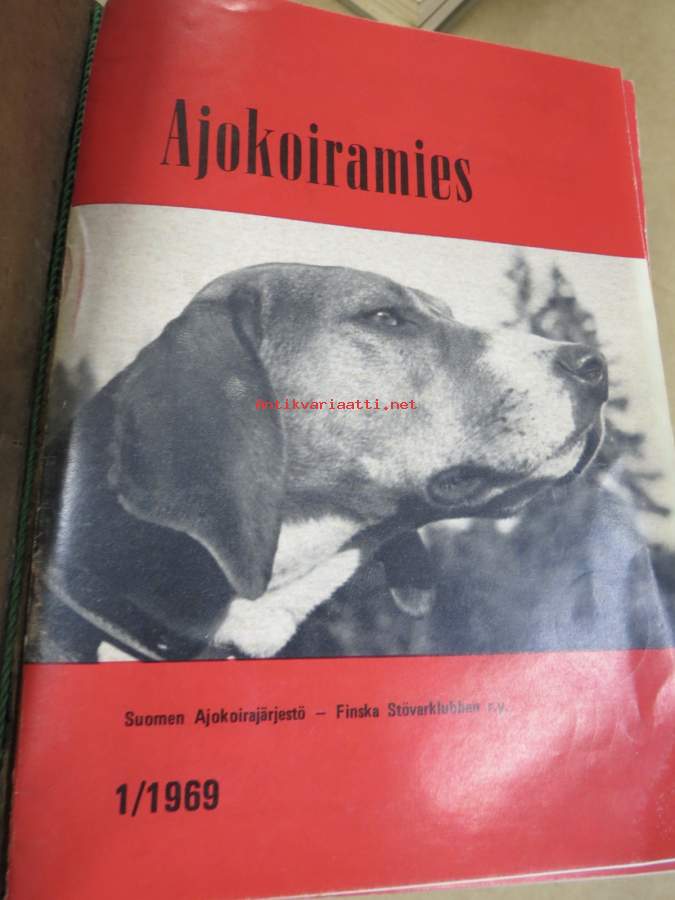 Ajokoiramies
antikvariaatti.net
Suomen Ajokoirajärjestö – Finska Stövarklubben r.y.
1/1969